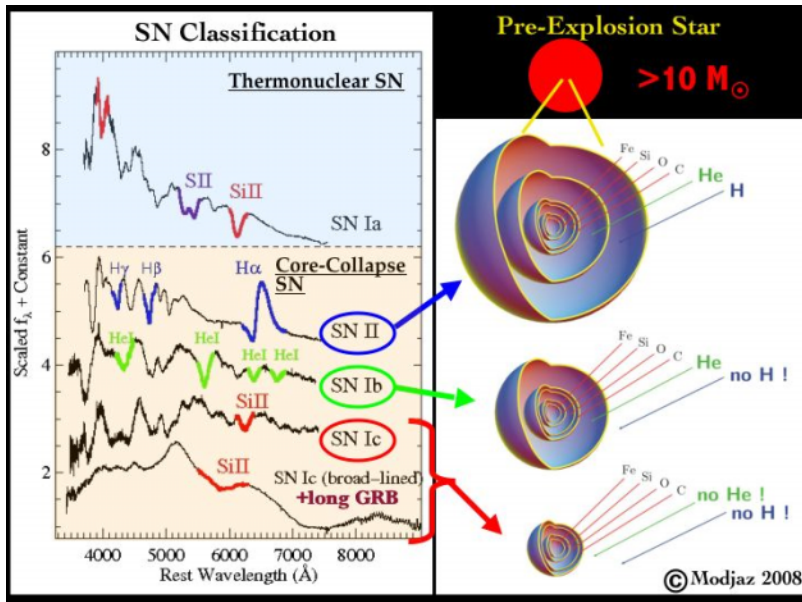 SN Classification
Thermonuclear SN
8
SII
SiII
SN Ia
6
Hγ Hβ Hα Core-Collapse
SN
SN II
HeI HeI HeI HeI
4
SN Ib
SiII
SN Ic
2
SiII
SN Ic (broad–lined)
+long GRB
Scaled fλ + Constant
4000 5000 6000 7000 8000
Rest Wavelength (Å)
Pre-Explosion Star
>10 M☉
Fe Si O C
He
H
Fe Si O C
He
no H !
Fe Si O C
no He !
no H !
© Modjaz 2008